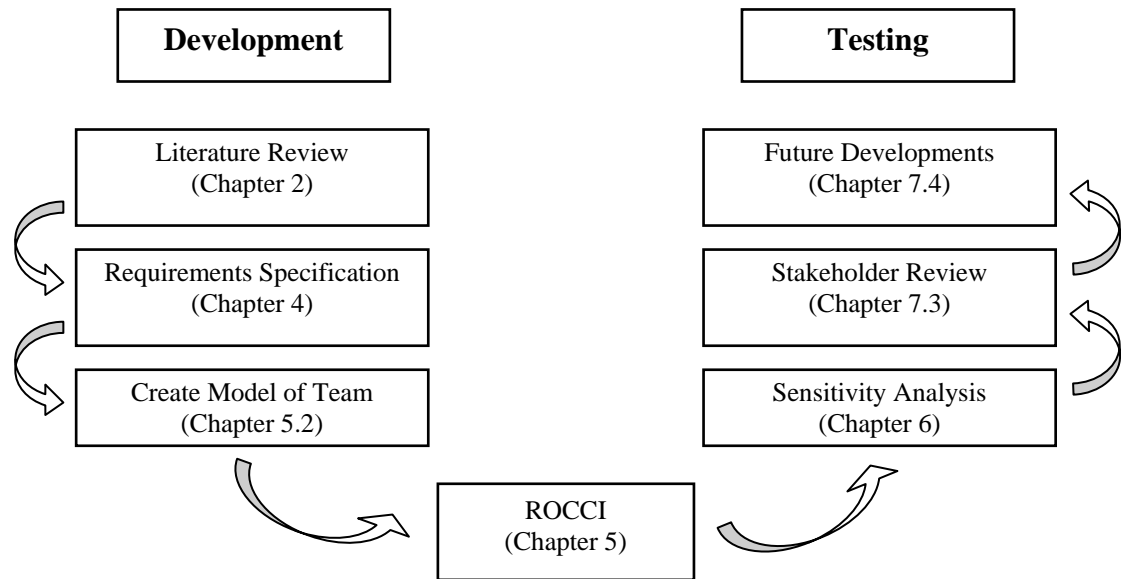 Development
Literature Review
(Chapter 2)
Requirements Specification
(Chapter 4)
Create Model of Team
(Chapter 5.2)
ROCCI
(Chapter 5)
Testing
Future Developments
(Chapter 7.4)
Stakeholder Review
(Chapter 7.3)
Sensitivity Analysis
(Chapter 6)